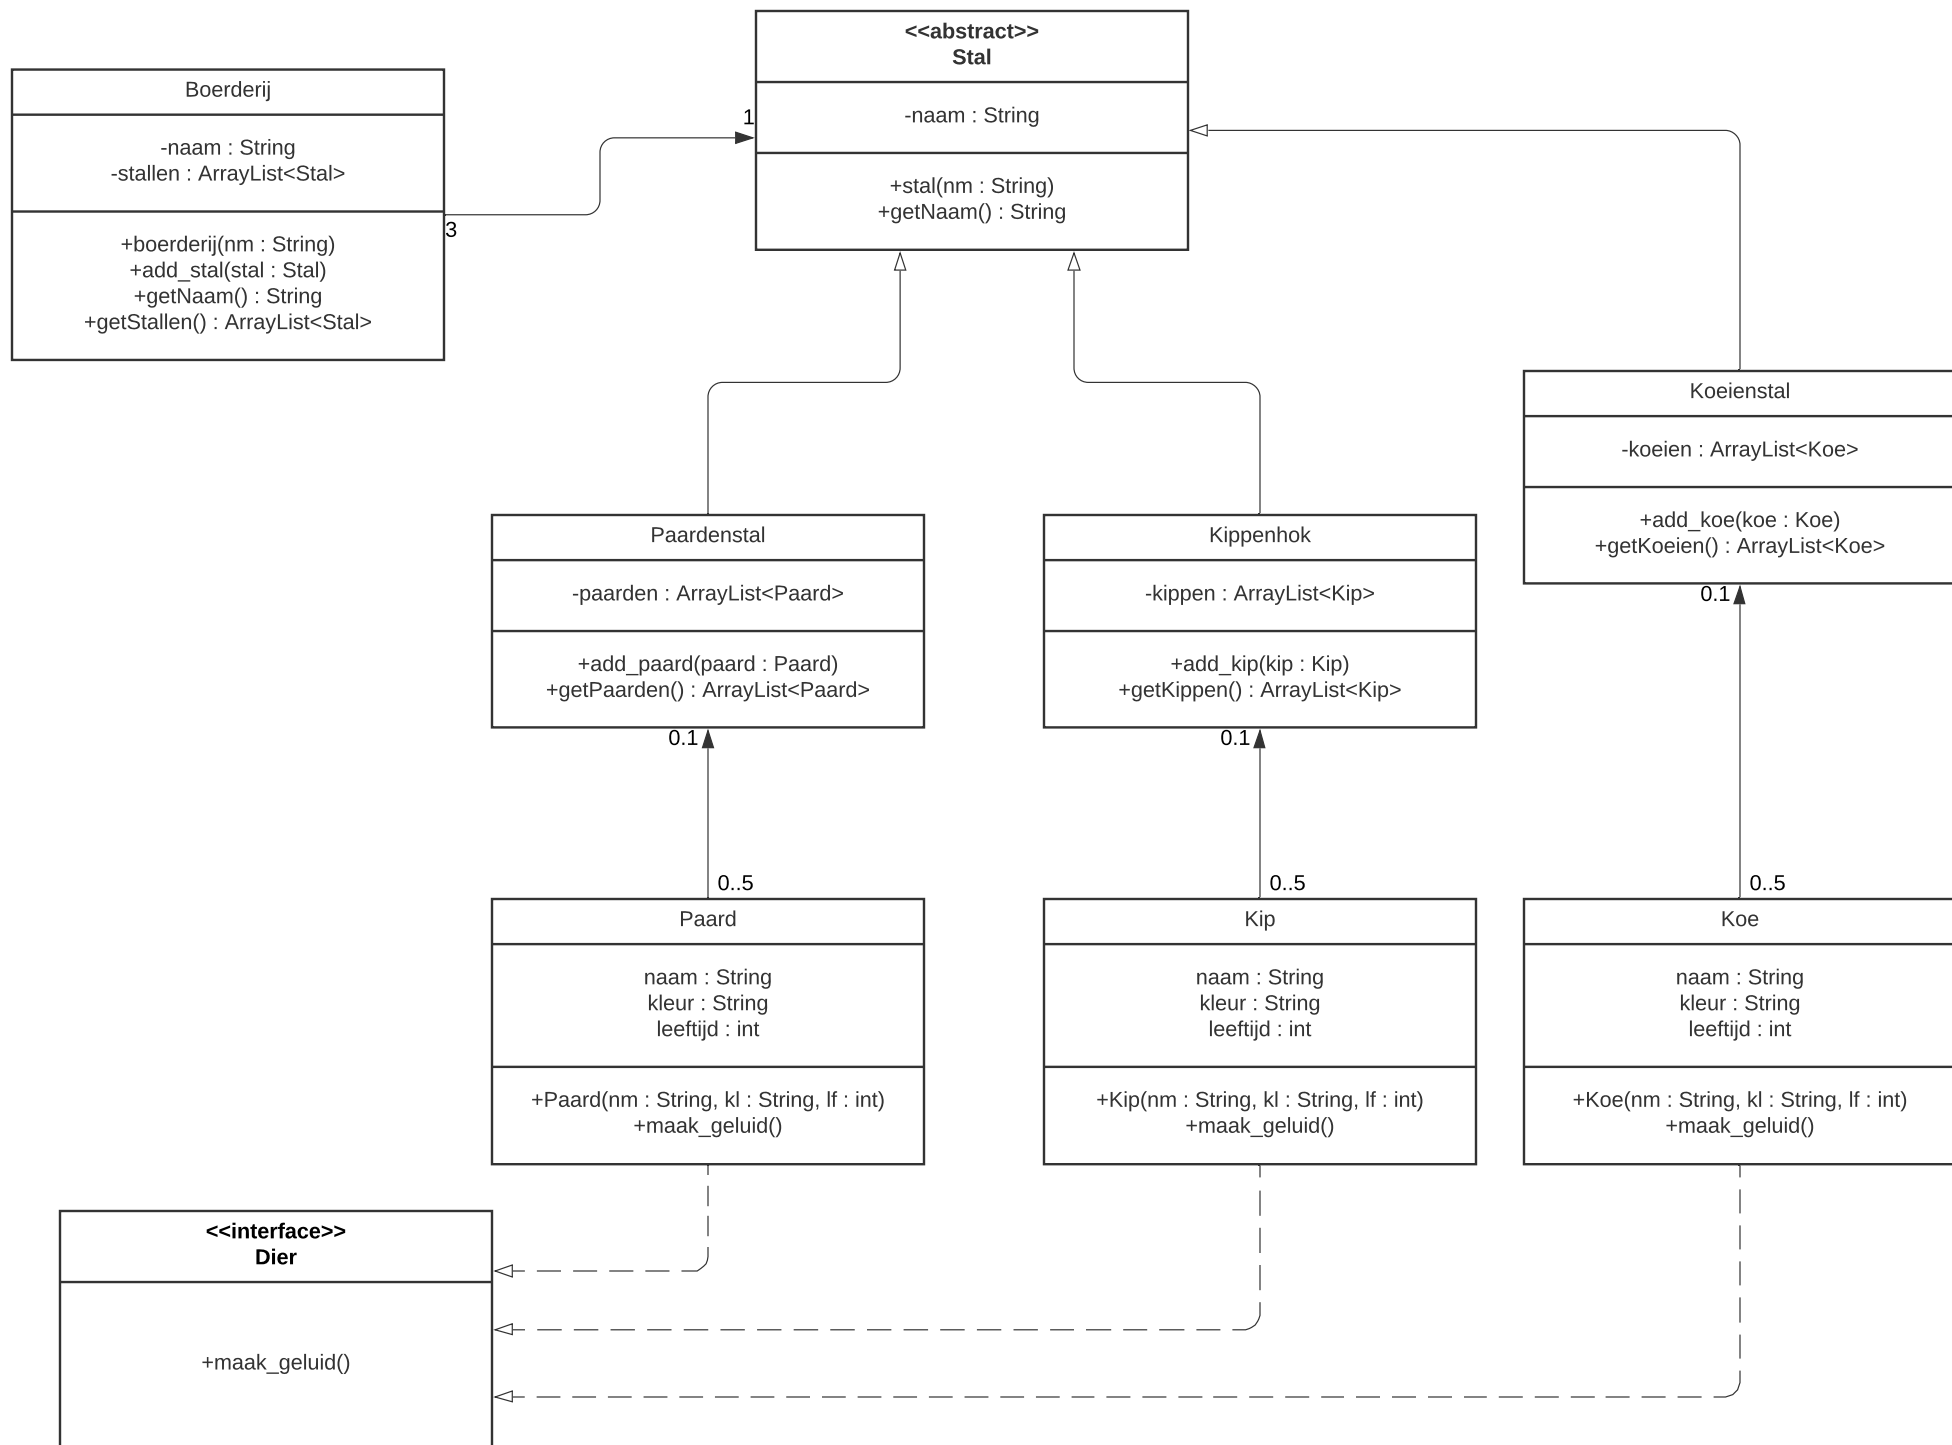 <<abstract>>
Stal
-naam : String
+stal(nm : String)
+getNaam() : String
Boerderij
-naam : String
-stallen : ArrayList<Stal>
+boerderij(nm : String)
+add_stal(stal : Stal)
+getNaam() : String
+getStallen() : ArrayList<Stal>
1
3
Koeienstal
-koeien : ArrayList<Koe>
+add_koe(koe : Koe)
+getKoeien() : ArrayList<Koe>
Paardenstal
-paarden : ArrayList<Paard>
+add_paard(paard : Paard)
+getPaarden() : ArrayList<Paard>
Kippenhok
-kippen : ArrayList<Kip>
+add_kip(kip : Kip)
+getKippen() : ArrayList<Kip>
0.1
0.1
0.1
0..5
0..5
0..5
Paard
naam : String
kleur : String
leeftijd : int
+Paard(nm : String, kl : String, lf : int)
+maak_geluid()
Kip
naam : String
kleur : String
leeftijd : int
+Kip(nm : String, kl : String, lf : int)
+maak_geluid()
Koe
naam : String
kleur : String
leeftijd : int
+Koe(nm : String, kl : String, lf : int)
+maak_geluid()
<<interface>>
Dier
+maak_geluid()